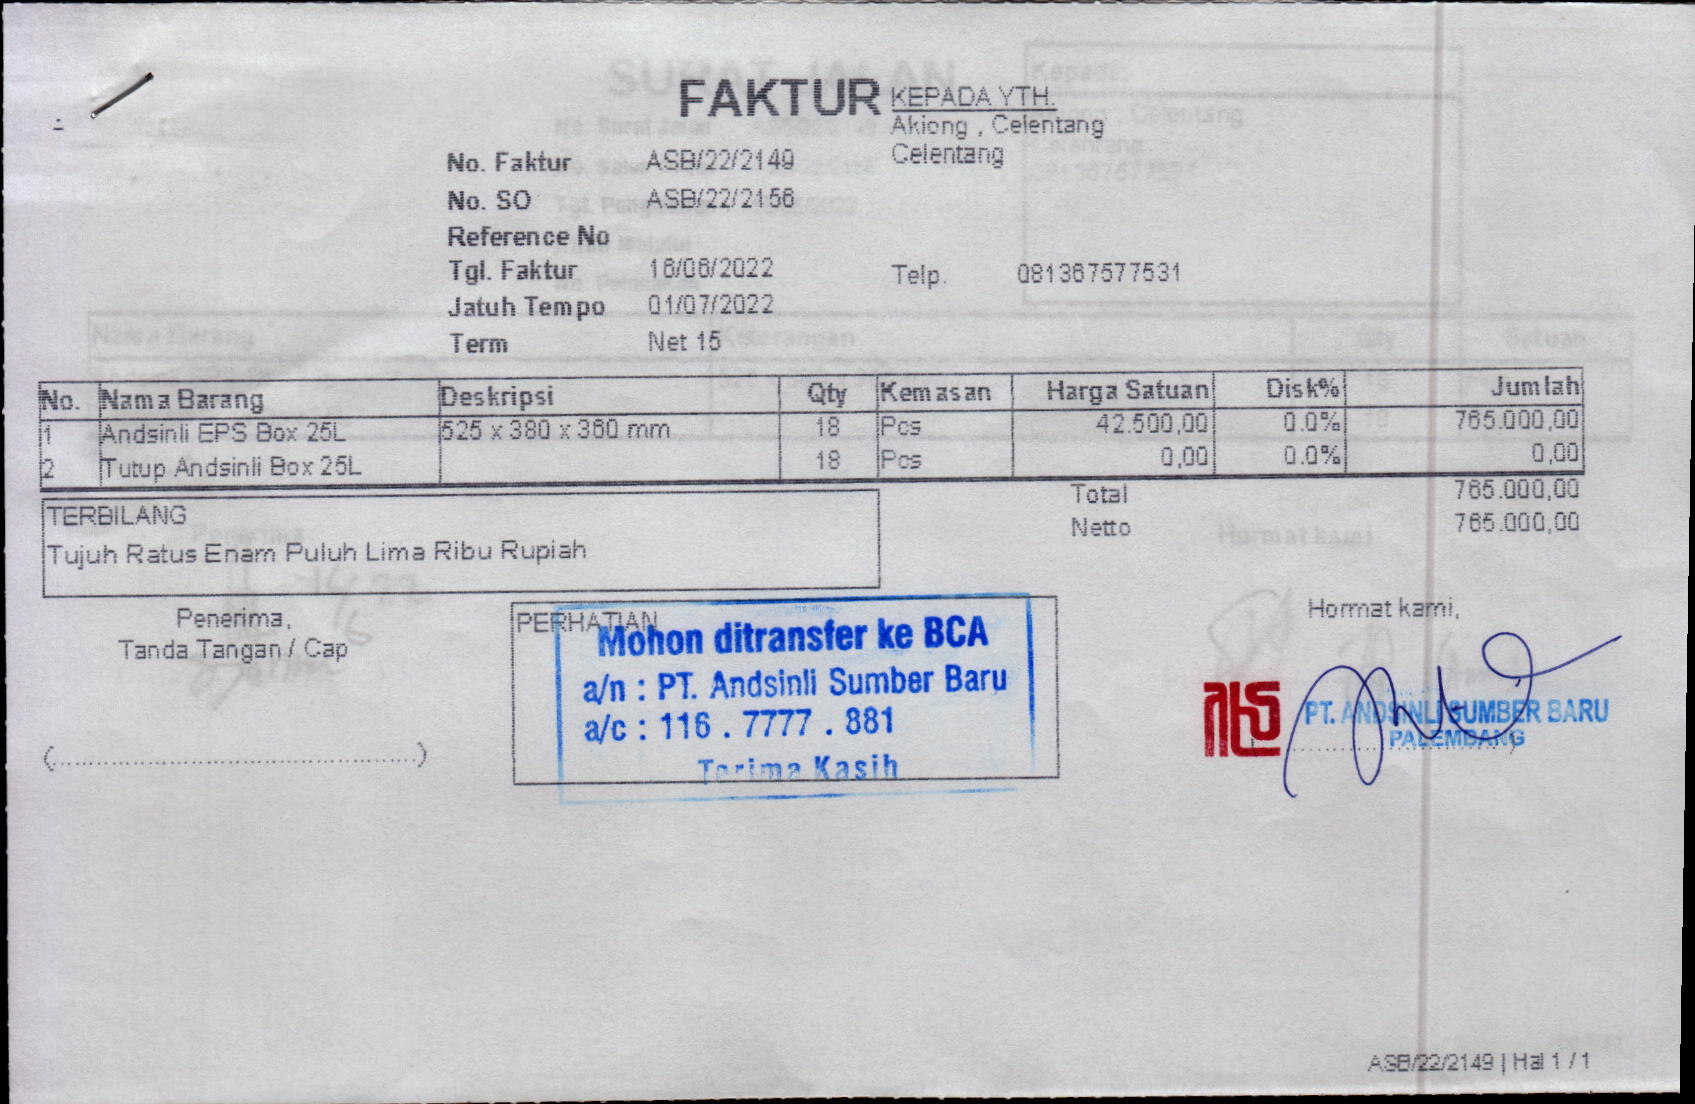 FAKTUR
KEPADA YTH.
Akiong , Celentang
Celentang
No. Faktur ASB/22/2149
No. SO ASB/22/2156
Reference No
Tgl. Faktur 16/06/2022
Telp. 081367577531
Jatuh Tempo 01/07/2022
Term Net 15
No. Nama Barang Deskripsi Qty Kemasan Harga Satuan Disk% Jumlah
1 Andsinli EPS Box 25L 525 x 380 x 360 mm 18 Pcs 42.500,00 0.0% 765.000,00
2 Tutup Andsinli Box 25L 18 Pcs 0,00 0.0% 0,00
Total 765.000,00
Netto 765.000,00
TERBILANG
Tujuh Ratus Enam Puluh Lima Ribu Rupiah
Penerima,
Tanda Tangan / Cap
(..............................................)
PERHATIAN
Mohon ditransfer ke BCA
a/n : PT. Andsinli Sumber Baru
a/c : 116 . 7777 . 881
Terima Kasih
Hormat kami,
PT. ANDSINLI SUMBER BARU
PALEMBANG
ASB/22/2149 | Hal 1 / 1